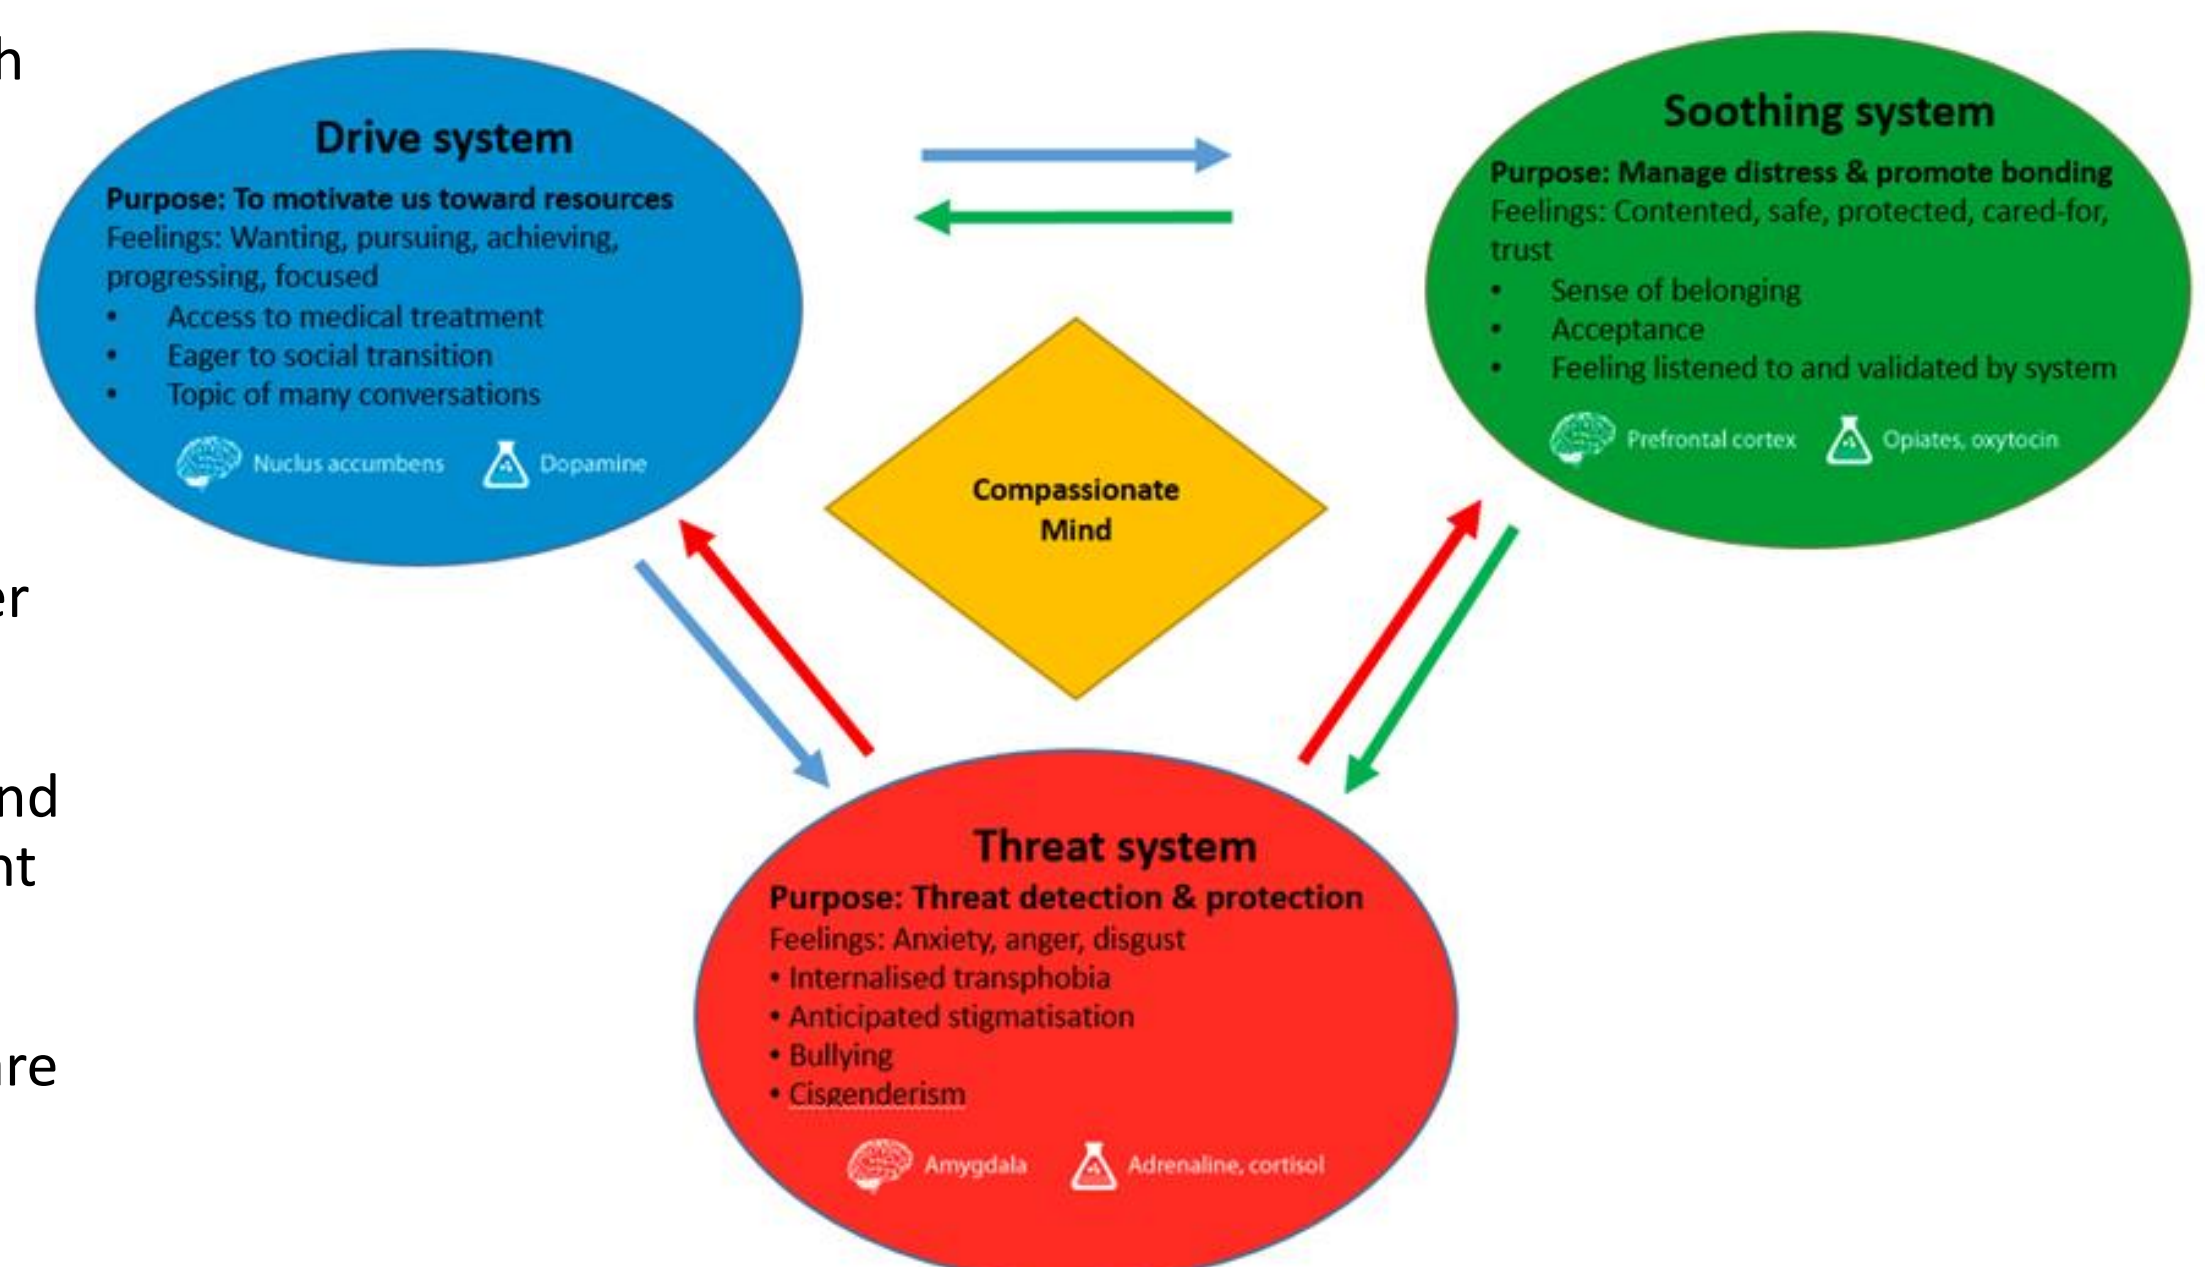 h
er
nd
nt
are
Drive system
Purpose: To motivate us toward resources
Feelings: Wanting, pursuing, achieving,
progressing, focused
• Access to medical treatment
• Eager to social transition
• Topic of many conversations
Nuclus accumbens
Dopamine
Soothing system
Purpose: Manage distress & promote bonding
Feelings: Contented, safe, protected, cared-for,
trust
• Sense of belonging
• Acceptance
• Feeling listened to and validated by system
Prefrontal cortex
Opiates, oxytocin
Compassionate
Mind
Threat system
Purpose: Threat detection & protection
Feelings: Anxiety, anger, disgust
• Internalised transphobia
• Anticipated stigmatisation
• Bullying
• Cisgenderism
Amygdala
Adrenaline, cortisol